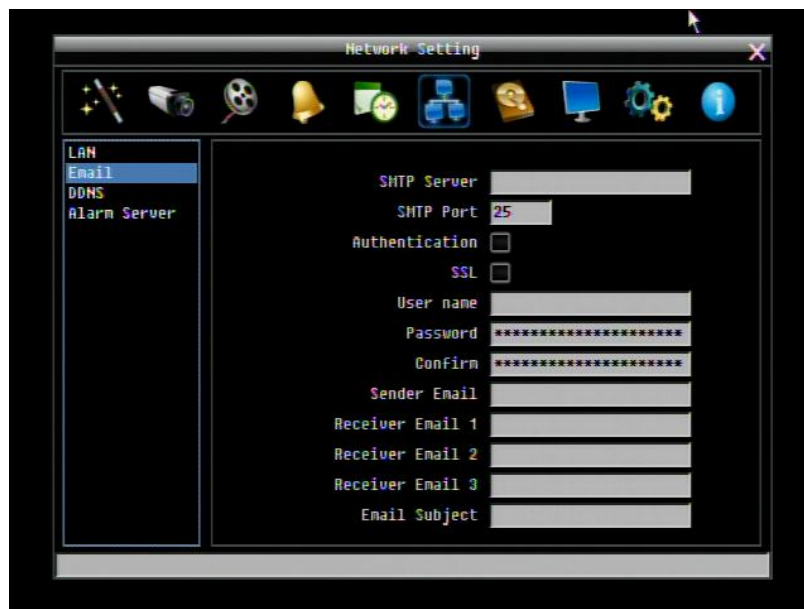 Network Setting
X
LAN
Email
DDNS
Alarm Server
SMTP Server
SMTP Port 25
Authentication
SSL
User name
Password *********************
Confirm *********************
Sender Email
Receiver Email 1
Receiver Email 2
Receiver Email 3
Email Subject